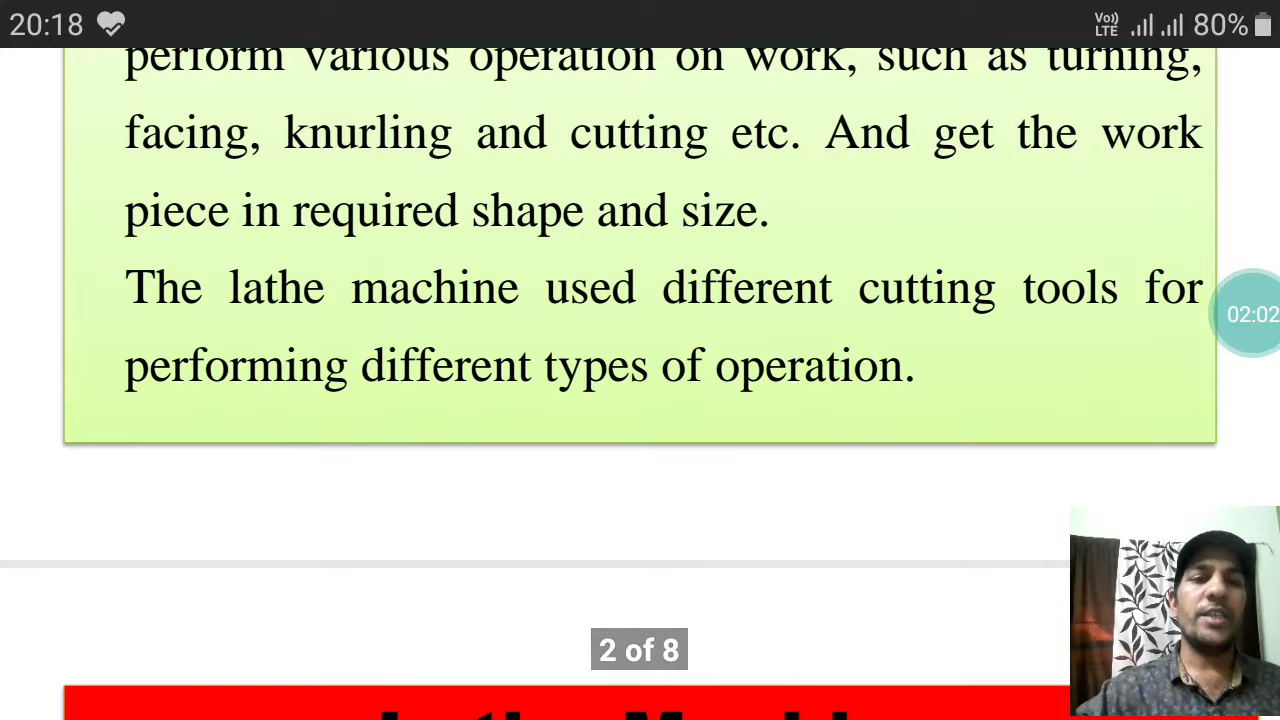 20:18
Vo)) LTE 80%
perform various operation on work, such as turning,
facing, knurling and cutting etc. And get the work
piece in required shape and size.
The lathe machine used different cutting tools for
02:02
performing different types of operation.
2 of 8